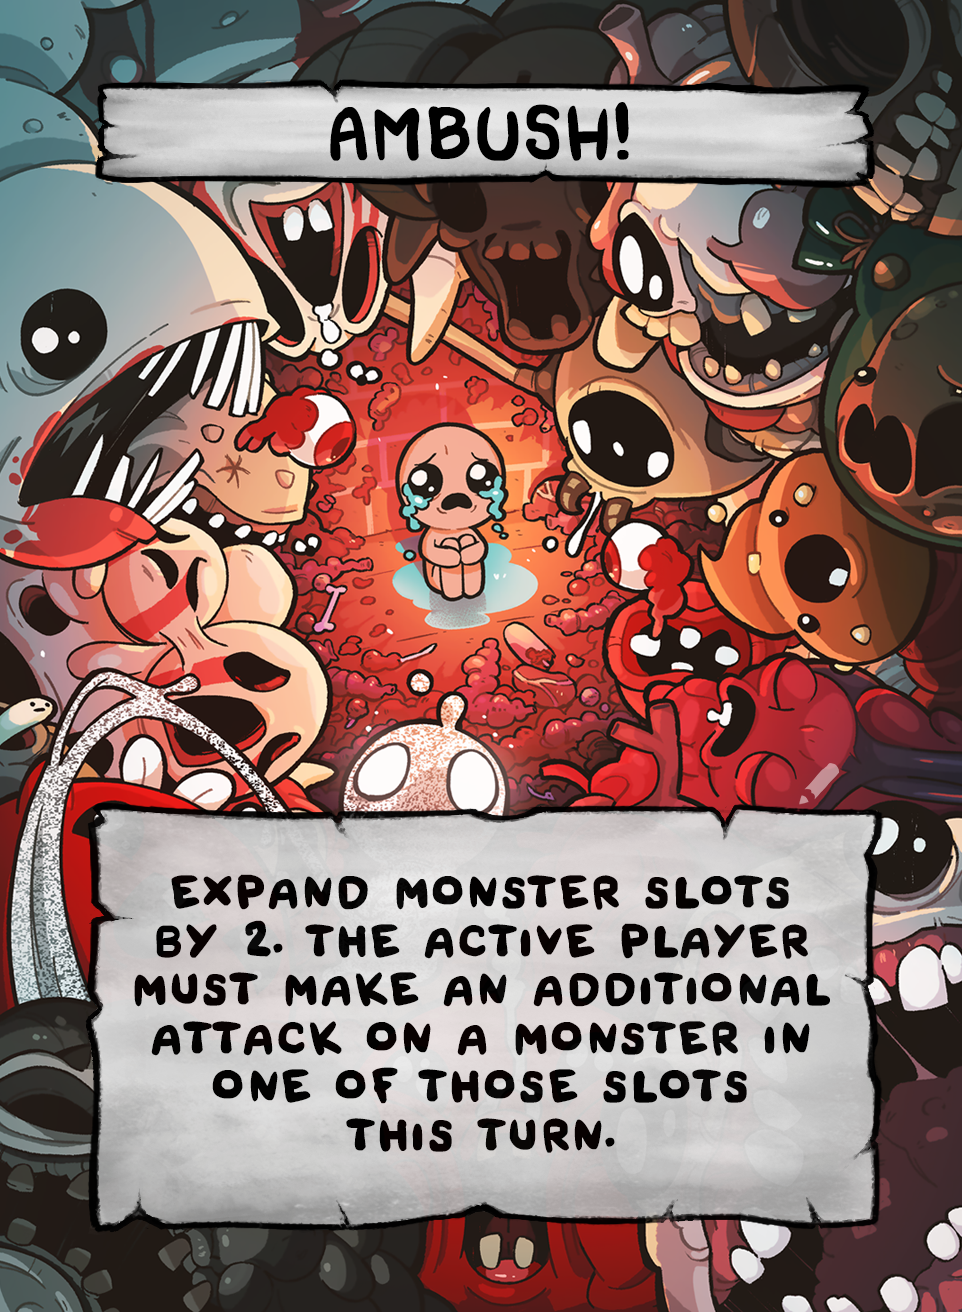 AMBUSH!
EXPAND MONSTER SLOTS
BY 2. THE ACTIVE PLAYER
MUST MAKE AN ADDITIONAL
ATTACK ON A MONSTER IN
ONE OF THOSE SLOTS
THIS TURN.